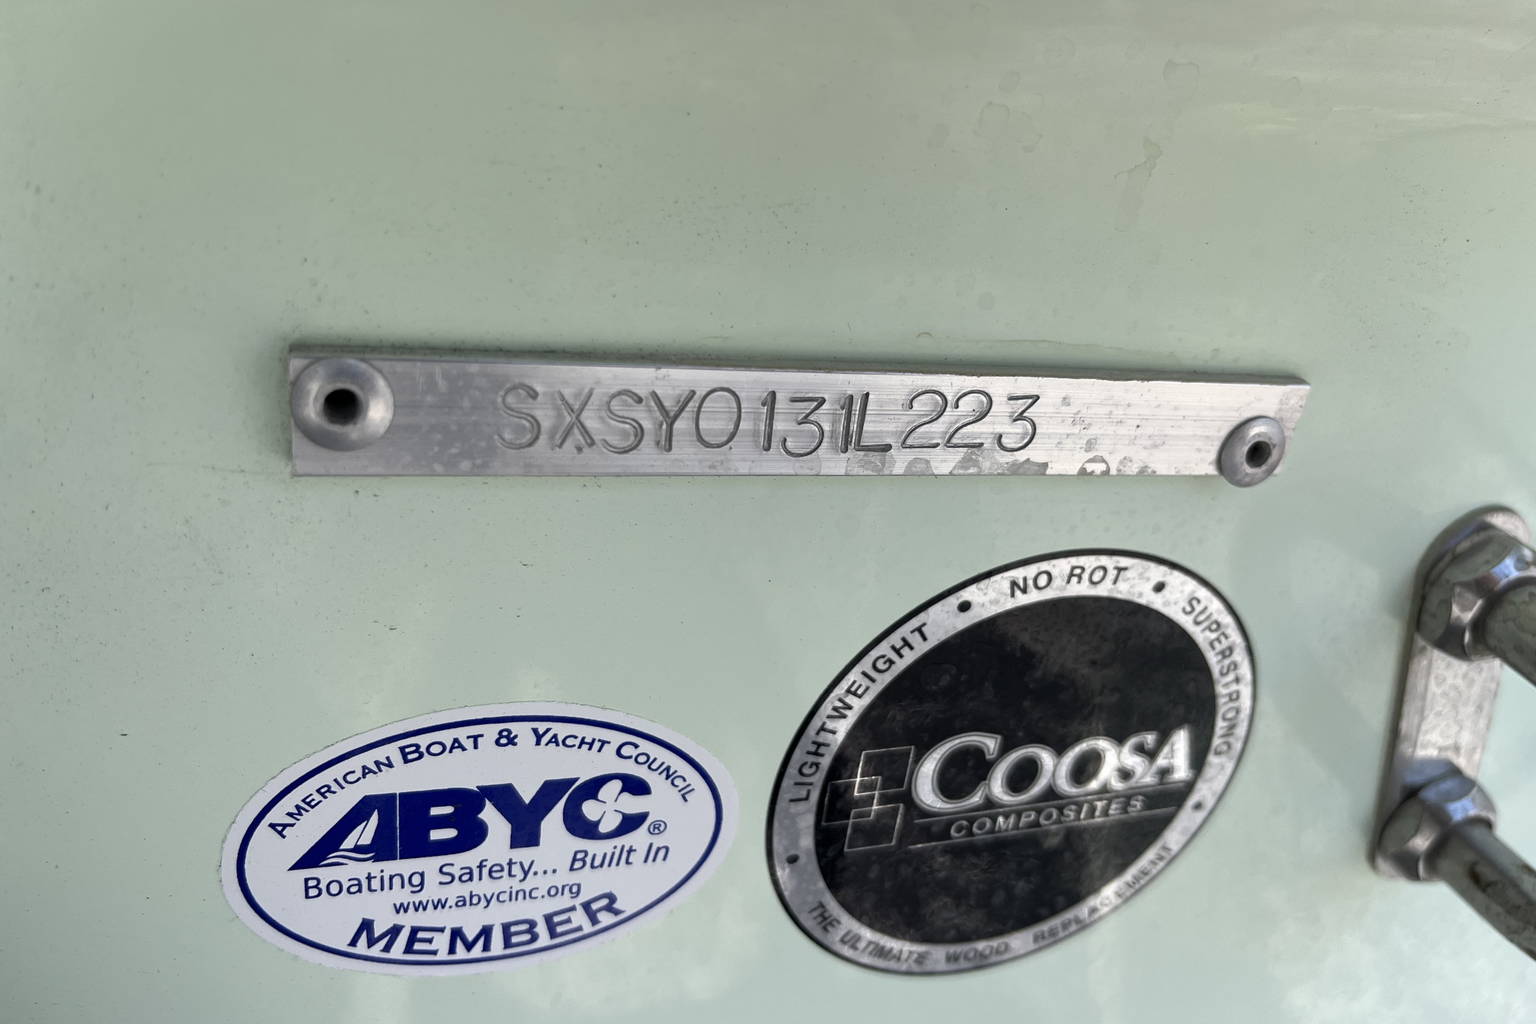 SXSY0131L223
AMERICAN BOAT & YACHT COUNCIL
ABYC®
Boating Safety... Built In
www.abycinc.org
MEMBER
LIGHTWEIGHT • NO ROT • SUPERSTRONG
COOSA
COMPOSITES
THE ULTIMATE WOOD REPLACEMENT